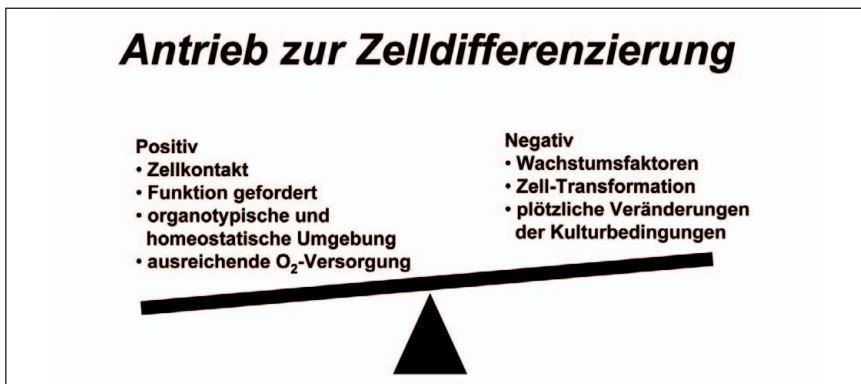 Antrieb zur Zelldifferenzierung
Positiv
• Zellkontakt
• Funktion gefordert
• organotypische und
homeostatische Umgebung
• ausreichende O₂-Versorgung
Negativ
• Wachstumsfaktoren
• Zell-Transformation
• plötzliche Veränderungen
der Kulturbedingungen